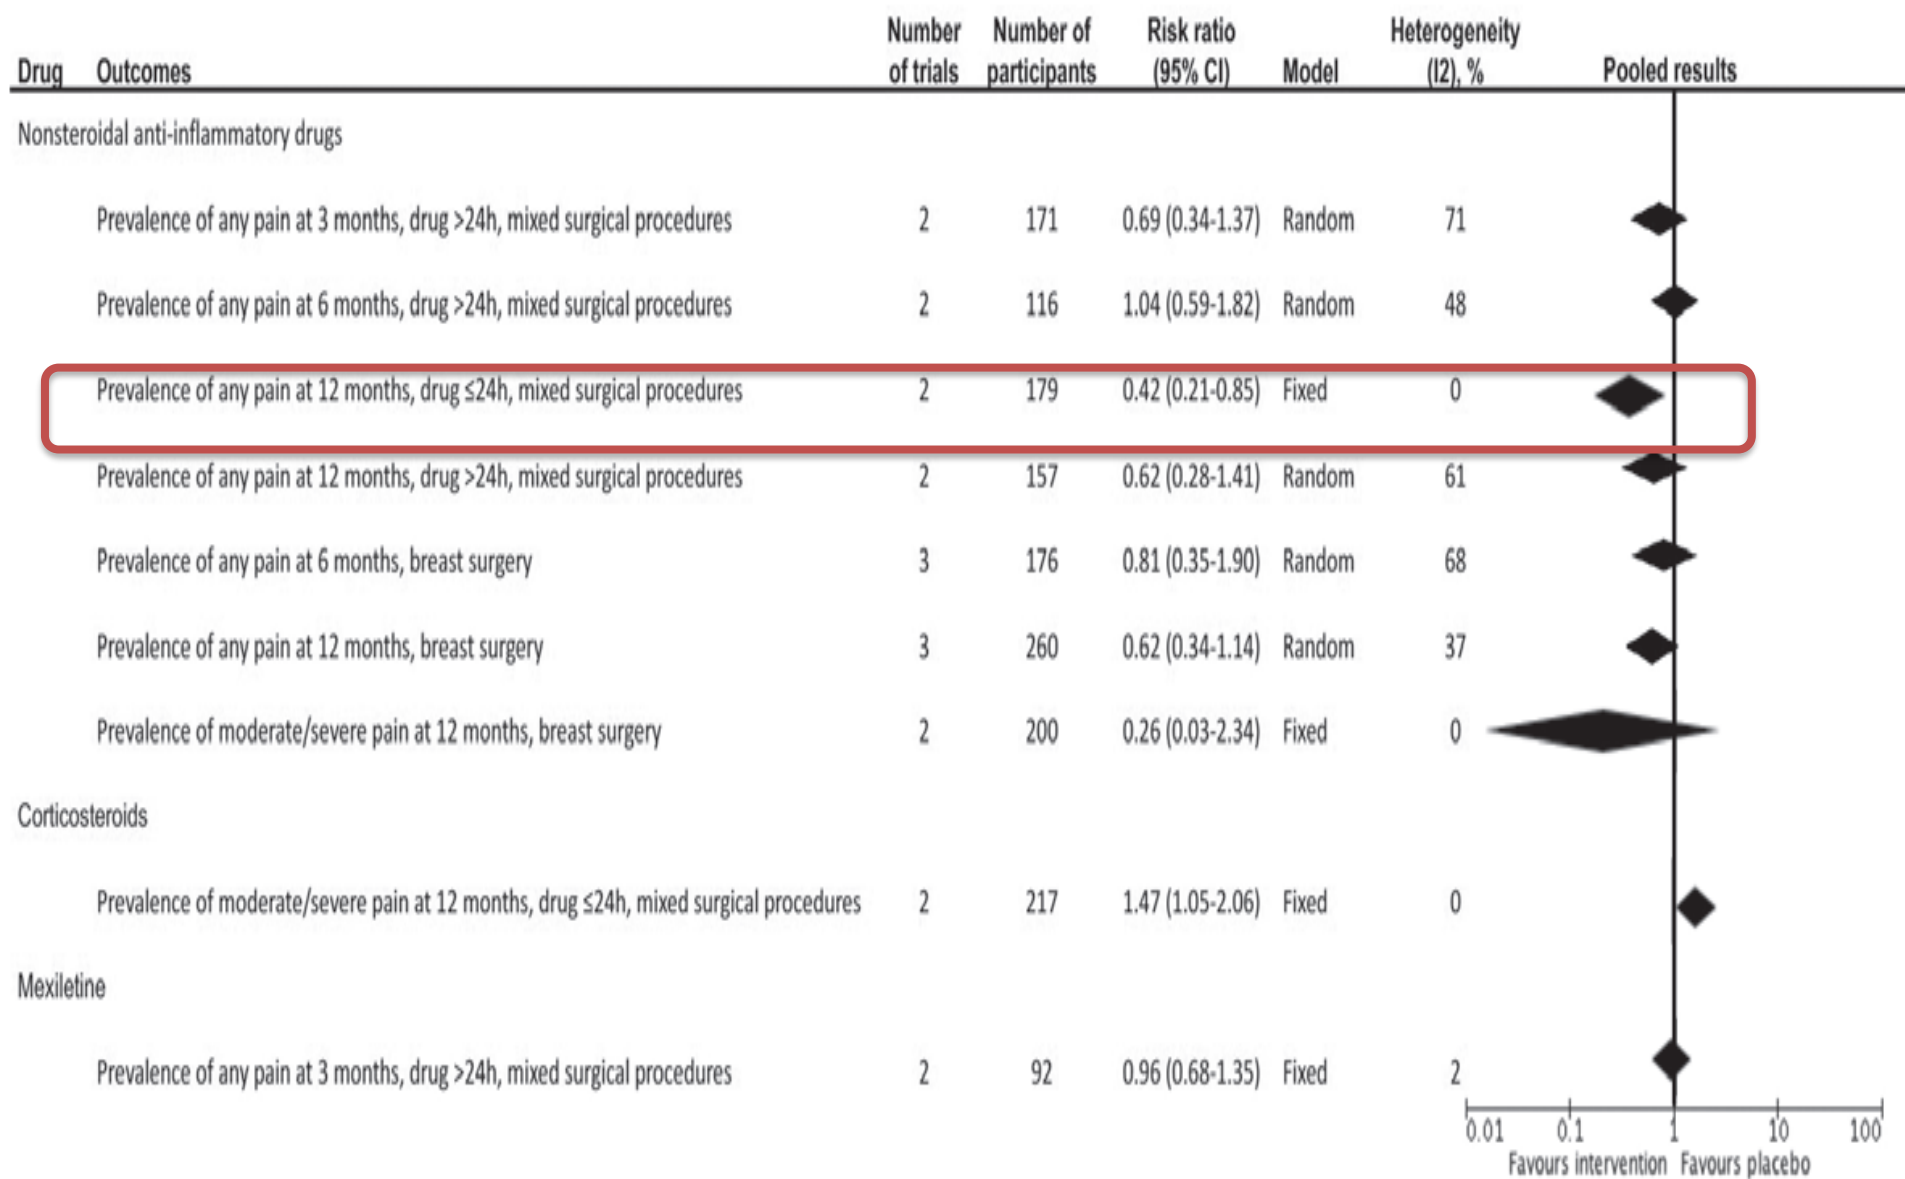 Drug Outcomes Number of trials Number of participants Risk ratio (95% CI) Model Heterogeneity (I2), % Pooled results
Nonsteroidal anti-inflammatory drugs
Prevalence of any pain at 3 months, drug >24h, mixed surgical procedures 2 171 0.69 (0.34-1.37) Random 71
Prevalence of any pain at 6 months, drug >24h, mixed surgical procedures 2 116 1.04 (0.59-1.82) Random 48
Prevalence of any pain at 12 months, drug ≤24h, mixed surgical procedures 2 179 0.42 (0.21-0.85) Fixed 0
Prevalence of any pain at 12 months, drug >24h, mixed surgical procedures 2 157 0.62 (0.28-1.41) Random 61
Prevalence of any pain at 6 months, breast surgery 3 176 0.81 (0.35-1.90) Random 68
Prevalence of any pain at 12 months, breast surgery 3 260 0.62 (0.34-1.14) Random 37
Prevalence of moderate/severe pain at 12 months, breast surgery 2 200 0.26 (0.03-2.34) Fixed 0
Corticosteroids
Prevalence of moderate/severe pain at 12 months, drug ≤24h, mixed surgical procedures 2 217 1.47 (1.05-2.06) Fixed 0
Mexiletine
Prevalence of any pain at 3 months, drug >24h, mixed surgical procedures 2 92 0.96 (0.68-1.35) Fixed 2
0.01 0.1 1 10 100
Favours intervention Favours placebo